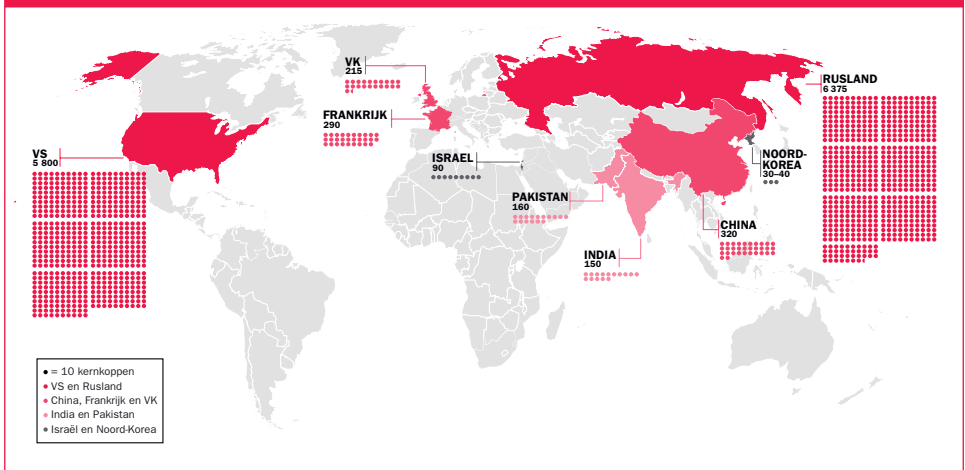 VK
215
FRANKRIJK
290
VS
5 800
ISRAEL
90
PAKISTAN
160
INDIA
150
CHINA
320
NOORD-
KOREA
30–40
RUSLAND
6 375
= 10 kernkoppen
VS en Rusland
China, Frankrijk en VK
India en Pakistan
Israël en Noord-Korea